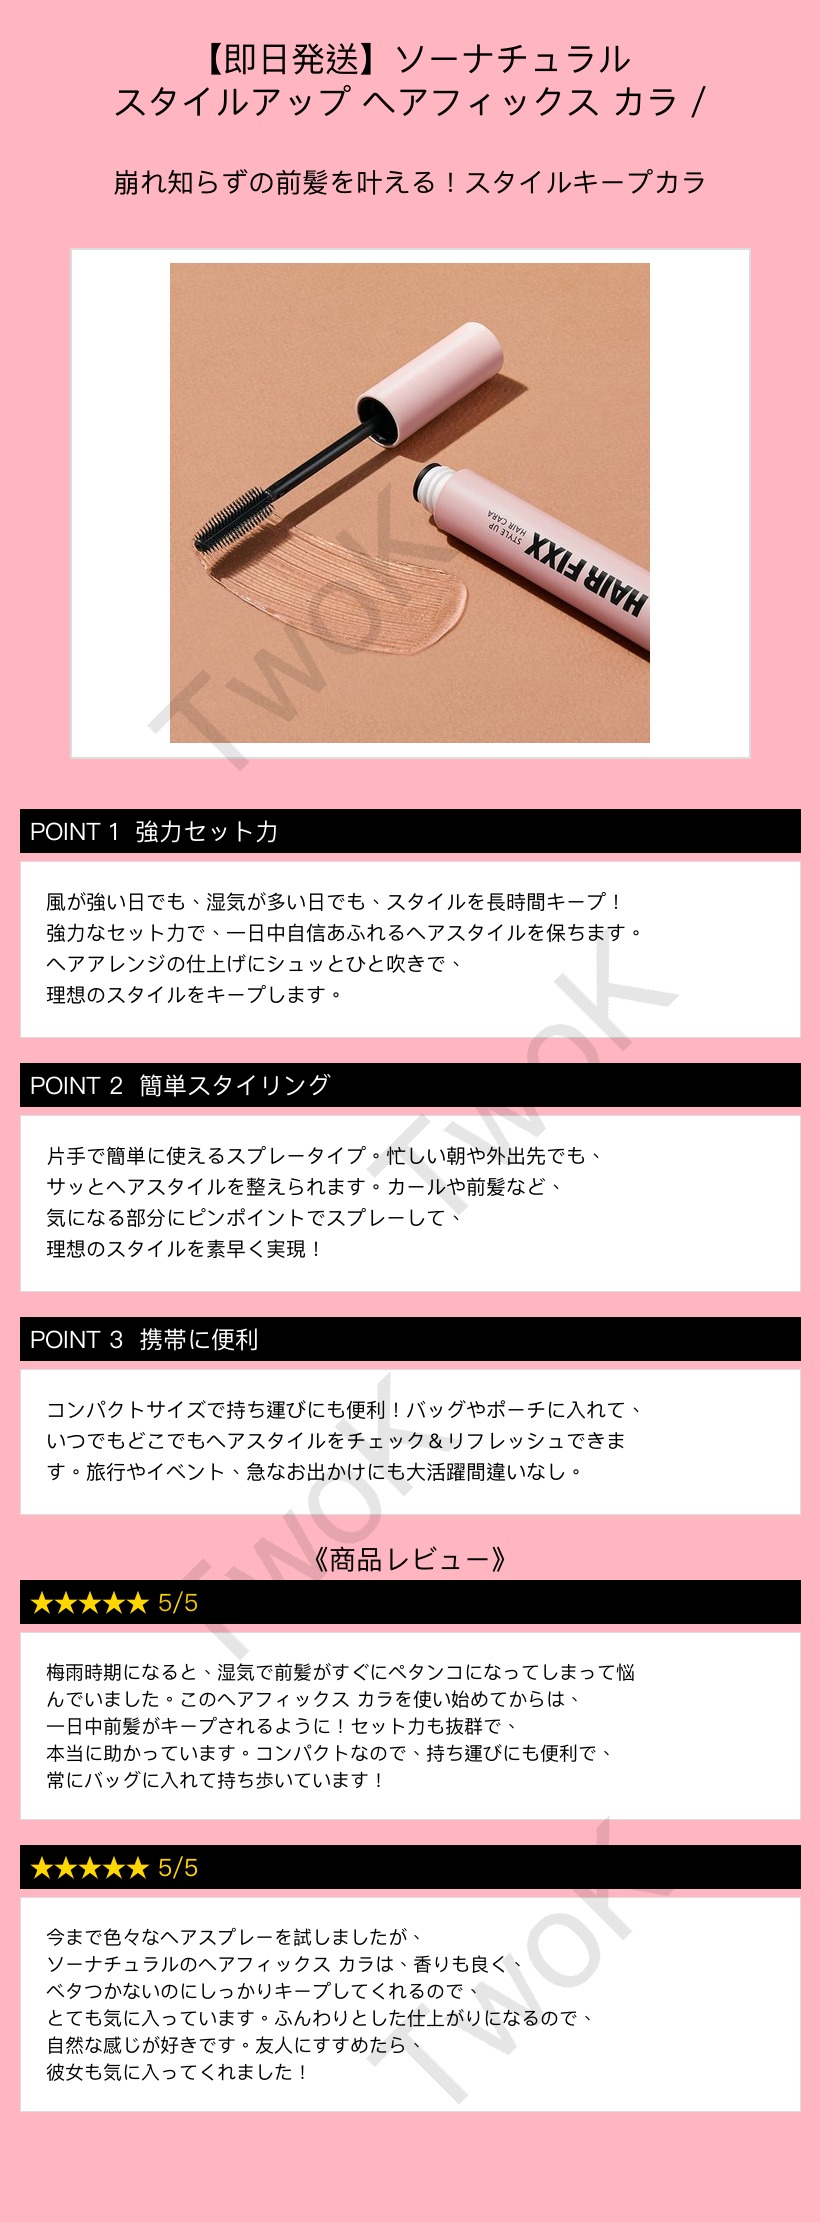 【即日発送】ソーナチュラル
スタイルアップ ヘアフィックス カラ /
崩れ知らずの前髪を叶える！スタイルキープカラ
STYLE UP
HAIR CARA
HAIR FIXX
TwoK
POINT 1 強力セット力
風が強い日でも、湿気が多い日でも、スタイルを長時間キープ！
強力なセット力で、一日中自信あふれるヘアスタイルを保ちます。
ヘアアレンジの仕上げにシュッとひと吹きで、
理想のスタイルをキープします。
TwoK
POINT 2 簡単スタイリング
片手で簡単に使えるスプレータイプ。忙しい朝や外出先でも、
サッとヘアスタイルを整えられます。カールや前髪など、
気になる部分にピンポイントでスプレーして、
理想のスタイルを素早く実現！
POINT 3 携帯に便利
コンパクトサイズで持ち運びにも便利！バッグやポーチに入れて、
いつでもどこでもヘアスタイルをチェック＆リフレッシュできま
す。旅行やイベント、急なお出かけにも大活躍間違いなし。
TwoK
《商品レビュー》
★★★★★ 5/5
梅雨時期になると、湿気で前髪がすぐにペタンコになってしまって悩
んでいました。このヘアフィックス カラを使い始めてからは、
一日中前髪がキープされるように！セット力も抜群で、
本当に助かっています。コンパクトなので、持ち運びにも便利で、
常にバッグに入れて持ち歩いています！
★★★★★ 5/5
今まで色々なヘアスプレーを試しましたが、
ソーナチュラルのヘアフィックス カラは、香りも良く、
ベタつかないのにしっかりキープしてくれるので、
とても気に入っています。ふんわりとした仕上がりになるので、
自然な感じが好きです。友人にすすめたら、
彼女も気に入ってくれました！
TwoK